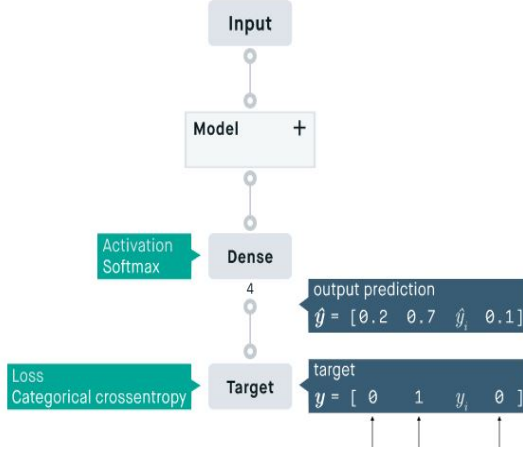 Input
Model +
Activation
Softmax
Dense
4
output prediction
ŷ = [0.2 0.7 ŷᵢ 0.1]
Loss
Categorical crossentropy
Target
target
y = [ 0 1 yᵢ 0 ]